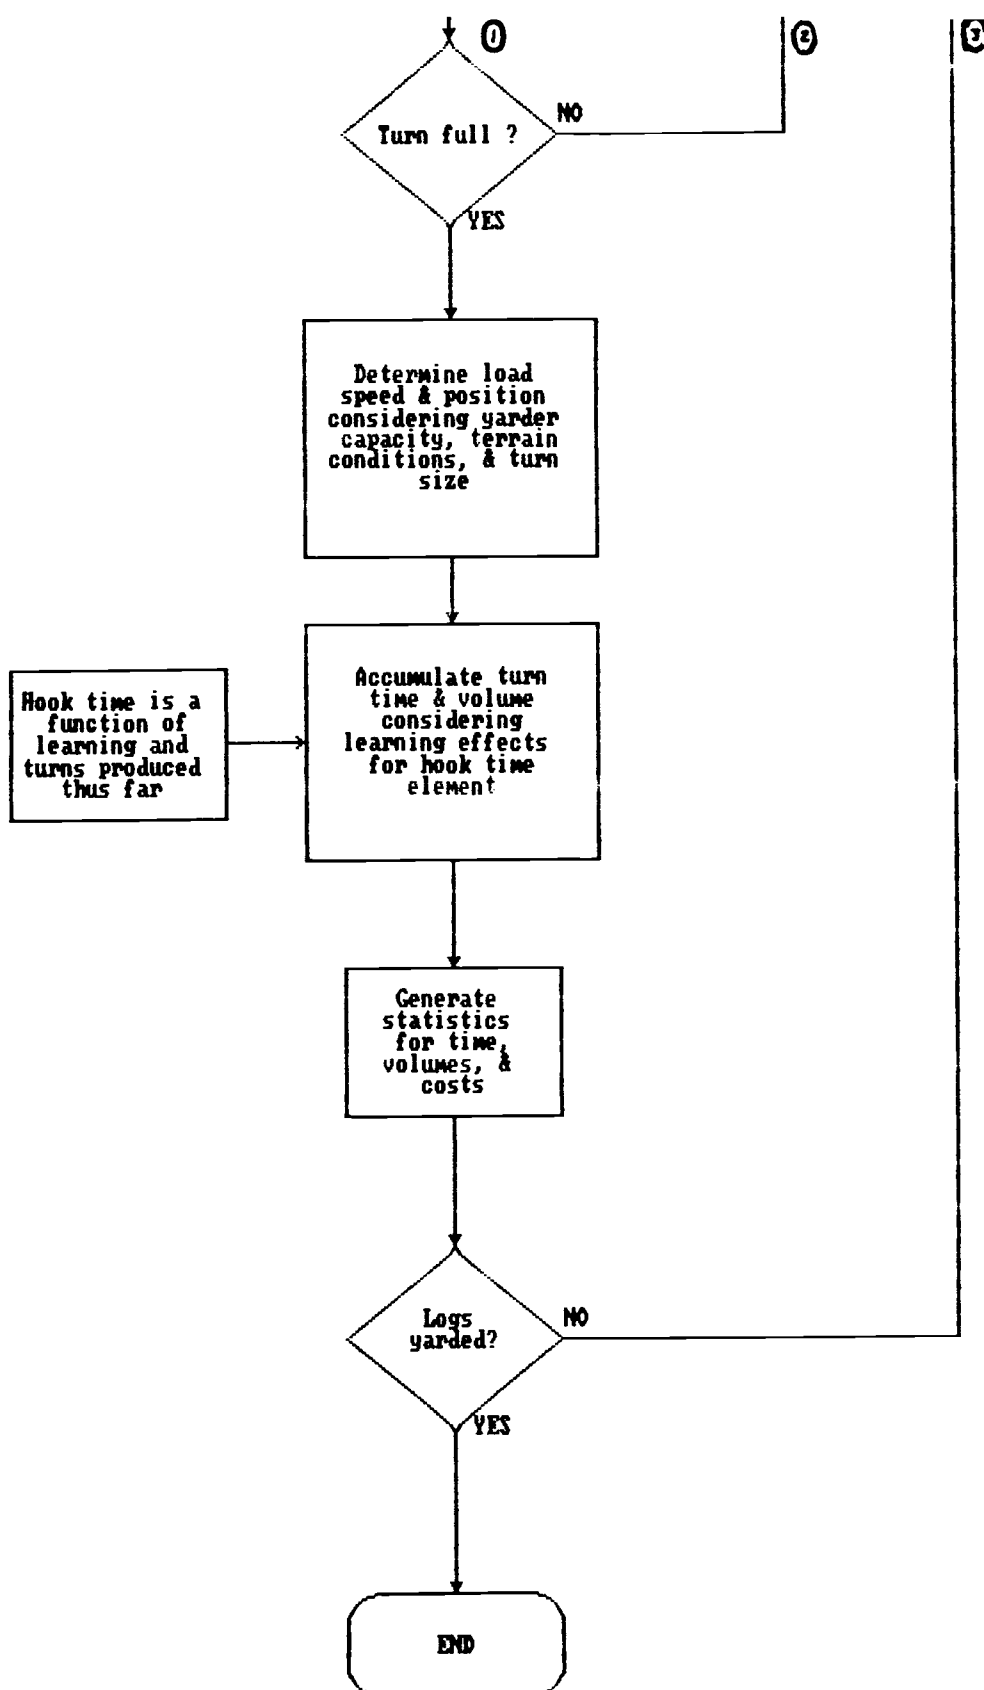 1
2
3
Turn full ?
NO
YES
Determine load
speed & position
considering yarder
capacity, terrain
conditions, & turn
size
Hook time is a
function of
learning and
turns produced
thus far
Accumulate turn
time & volume
considering
learning effects
for hook time
element
Generate
statistics
for time,
volumes, &
costs
Logs
yarded?
NO
YES
END